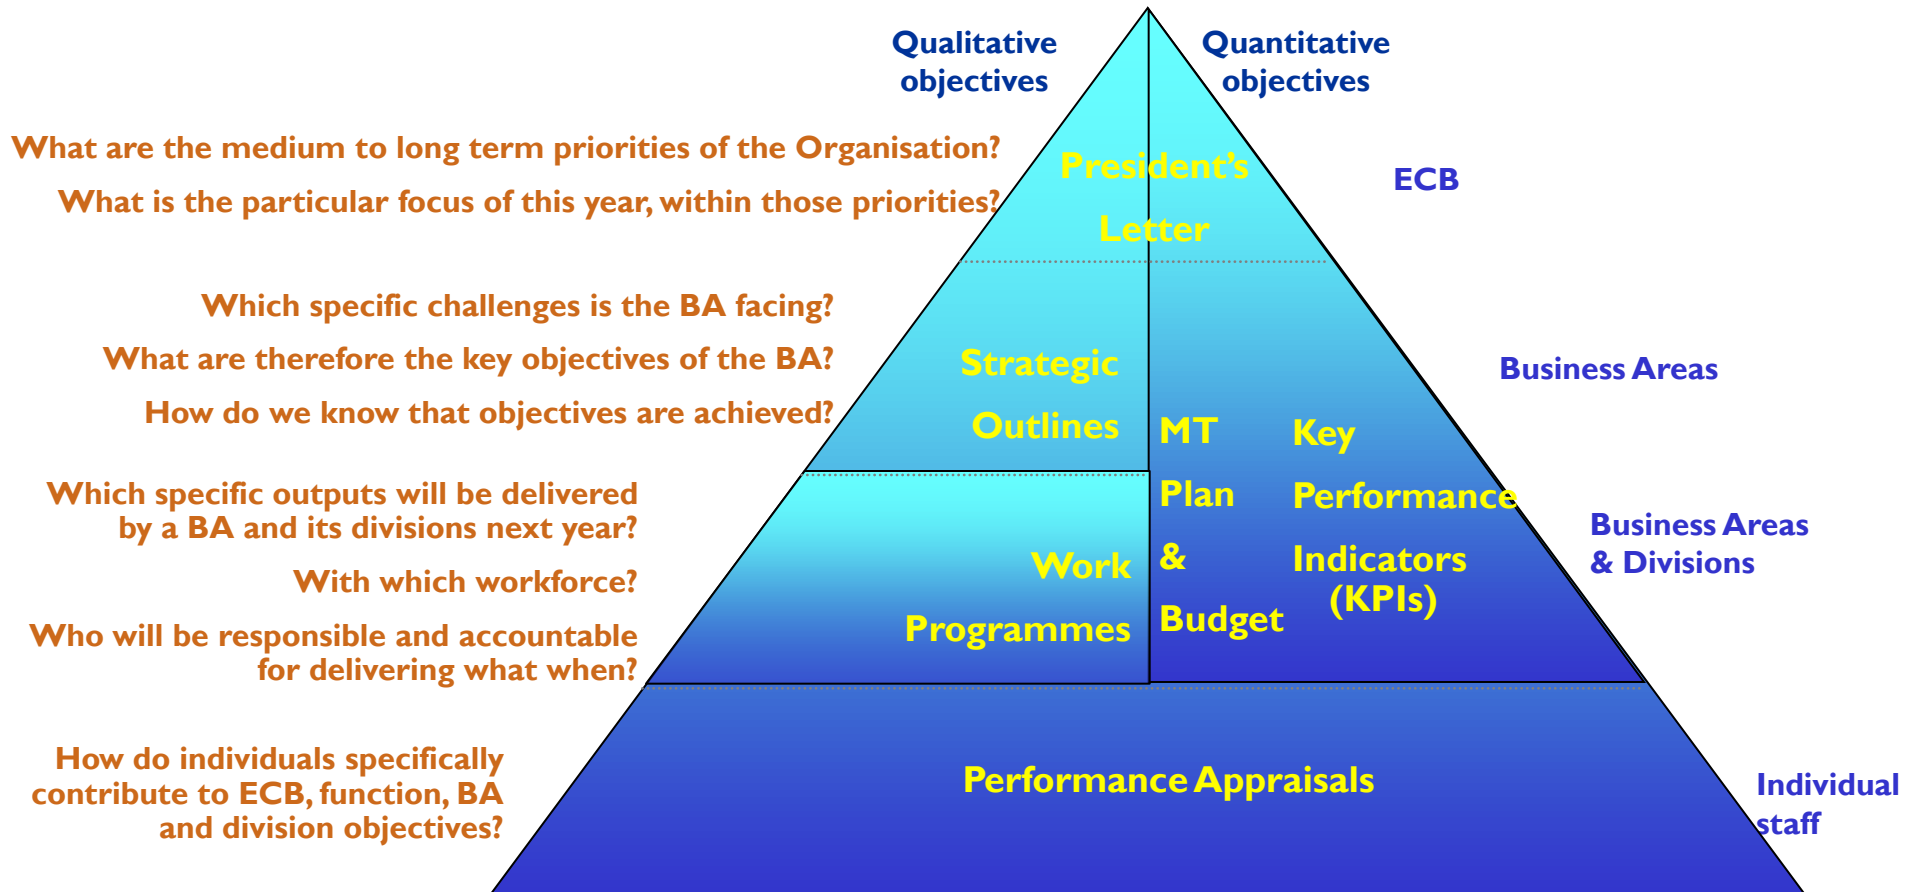 Qualitative
objectives
Quantitative
objectives
What are the medium to long term priorities of the Organisation?
What is the particular focus of this year, within those priorities?
President's
Letter
ECB
Which specific challenges is the BA facing?
What are therefore the key objectives of the BA?
How do we know that objectives are achieved?
Strategic
Outlines
Business Areas
MT
Plan
&
Budget
Key
Performance
Indicators
(KPIs)
Which specific outputs will be delivered
by a BA and its divisions next year?
With which workforce?
Who will be responsible and accountable
for delivering what when?
Work
Programmes
Business Areas
& Divisions
How do individuals specifically
contribute to ECB, function, BA
and division objectives?
Performance Appraisals
Individual
staff